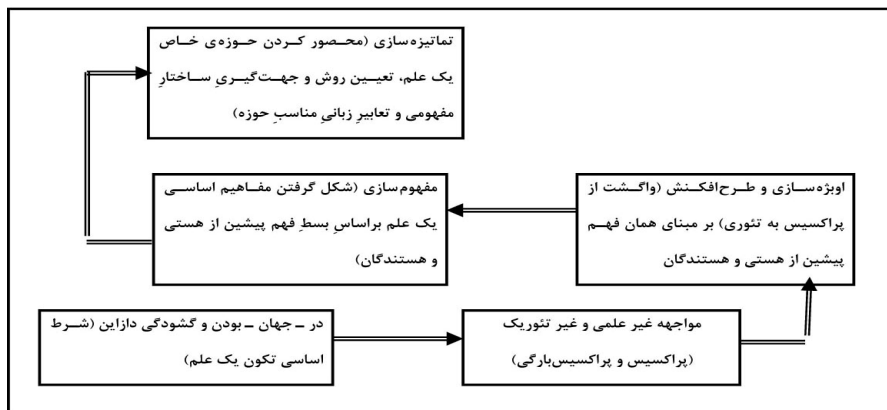 تماتیزه‌سازی (محصور کردن حوزه‌ی خاص
یک علم، تعیین روش و جهت‌گیریِ ساختارِ
مفهومی و تعابیرِ زبانیِ مناسبِ حوزه)
اوبژه‌سازی و طرح‌افکنش (واگشت از
پراکسیس به تئوری) بر مبنای همان فهم
پیشین از هستی و هستندگان
مفهوم‌سازی (شکل گرفتن مفاهیم اساسی
یک علم براساسِ بسطِ فهم پیشین از هستی
و هستندگان)
مواجهه غیر علمی و غیر تئوریک
(پراکسیس و پراکسیس‌بارگی)
در – جهان – بودن و گشودگی دازاین (شرط
اساسی تکون یک علم)